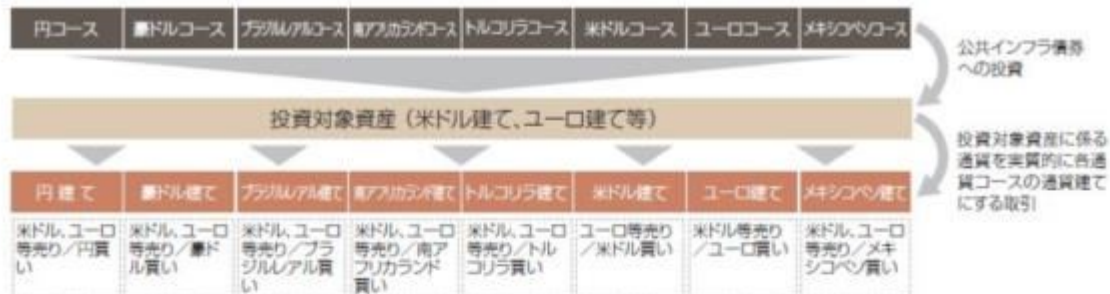 円コース
豪ドルコース
ブラジルレアルコース
南アフリカランドコース
トルコリラコース
米ドルコース
ユーロコース
メキシコペソコース
公共インフラ債券
への投資
投資対象資産（米ドル建て、ユーロ建て等）
投資対象資産に係る
通貨を実質的に各通
貨コースの通貨建て
にする取引
円建て
豪ドル建て
ブラジルレアル建て
南アフリカランド建て
トルコリラ建て
米ドル建て
ユーロ建て
メキシコペソ建て
米ドル、ユーロ
等売り／円買
い
米ドル、ユーロ
等売り／豪ド
ル買い
米ドル、ユーロ
等売り／ブラ
ジルレアル買
い
米ドル、ユーロ
等売り／南ア
フリカランド
買い
米ドル、ユーロ
等売り／トル
コリラ買い
ユーロ等売り
／米ドル買い
米ドル等売り
／ユーロ買い
米ドル、ユーロ
等売り／メキ
シコペソ買い